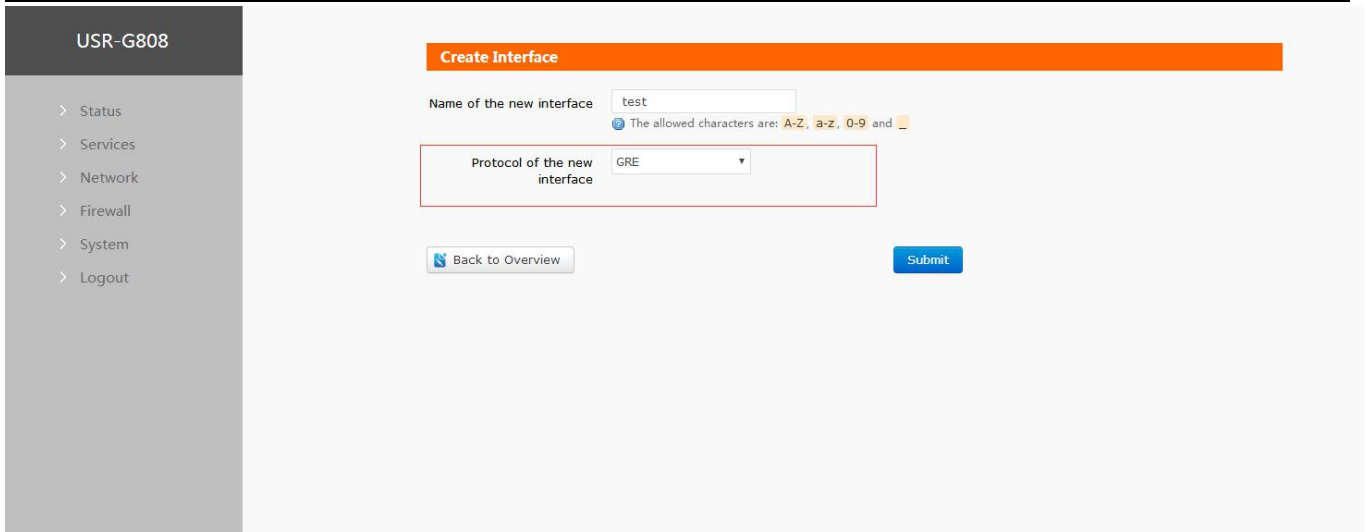 USR-G808
Status
Services
Network
Firewall
System
Logout
Create Interface
Name of the new interface test
The allowed characters are: A-Z, a-z, 0-9 and _
Protocol of the new GRE
interface
Back to Overview Submit